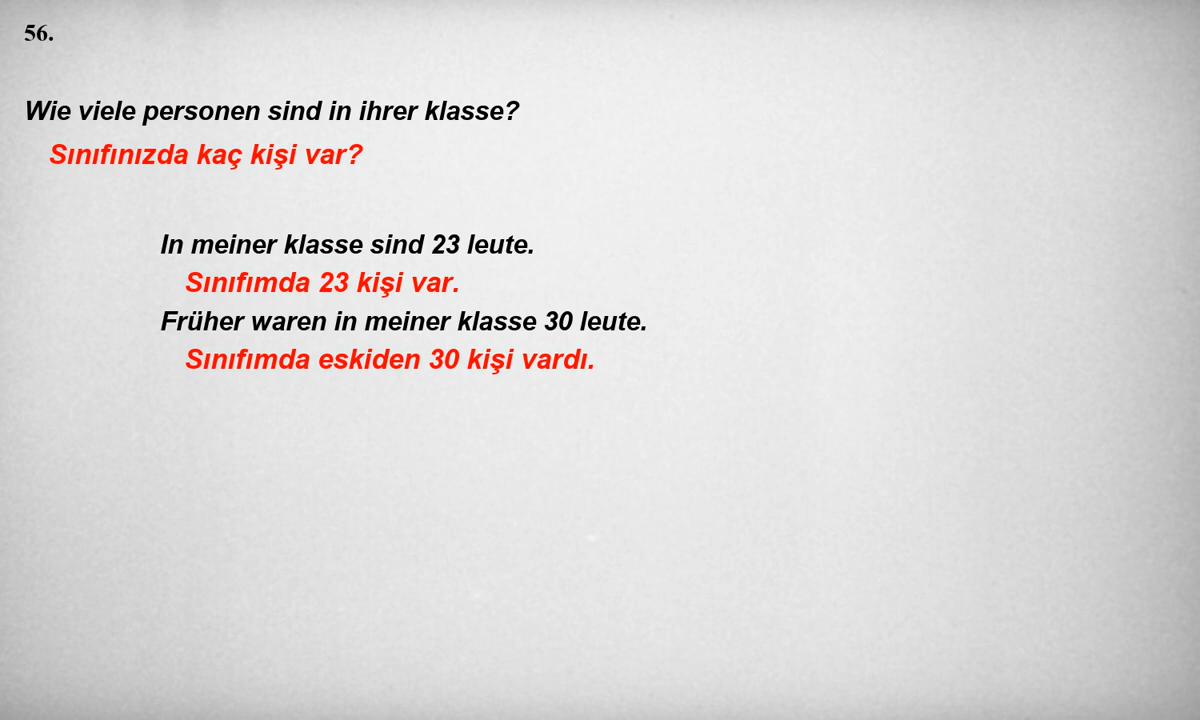 56.
Wie viele personen sind in ihrer klasse?
Sınıfınızda kaç kişi var?
In meiner klasse sind 23 leute.
Sınıfımda 23 kişi var.
Früher waren in meiner klasse 30 leute.
Sınıfımda eskiden 30 kişi vardı.